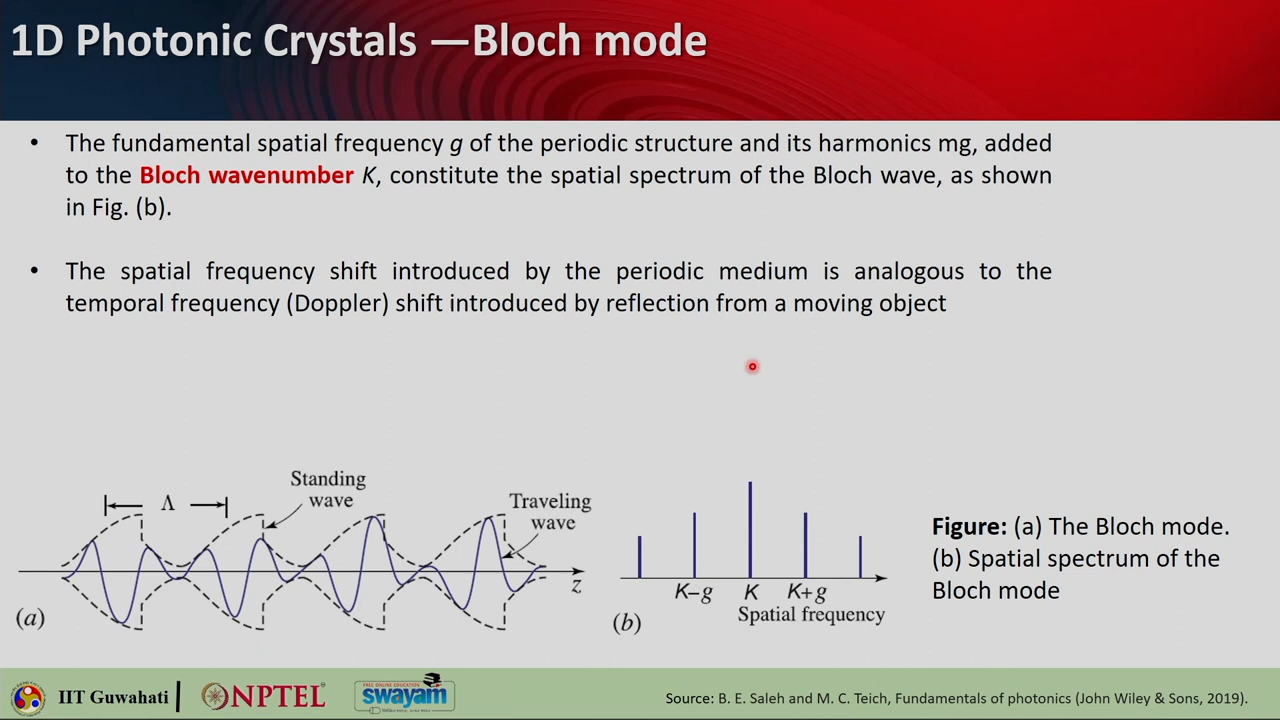 1D Photonic Crystals —Bloch mode
• The fundamental spatial frequency g of the periodic structure and its harmonics mg, added
to the Bloch wavenumber K, constitute the spatial spectrum of the Bloch wave, as shown
in Fig. (b).
• The spatial frequency shift introduced by the periodic medium is analogous to the
temporal frequency (Doppler) shift introduced by reflection from a moving object
Standing
wave
Λ
Traveling
wave
z
(a)
K–g K K+g
Spatial frequency
(b)
Figure: (a) The Bloch mode.
(b) Spatial spectrum of the
Bloch mode
IIT Guwahati
NPTEL
FREE ONLINE EDUCATION
swayam
Source: B. E. Saleh and M. C. Teich, Fundamentals of photonics (John Wiley & Sons, 2019).